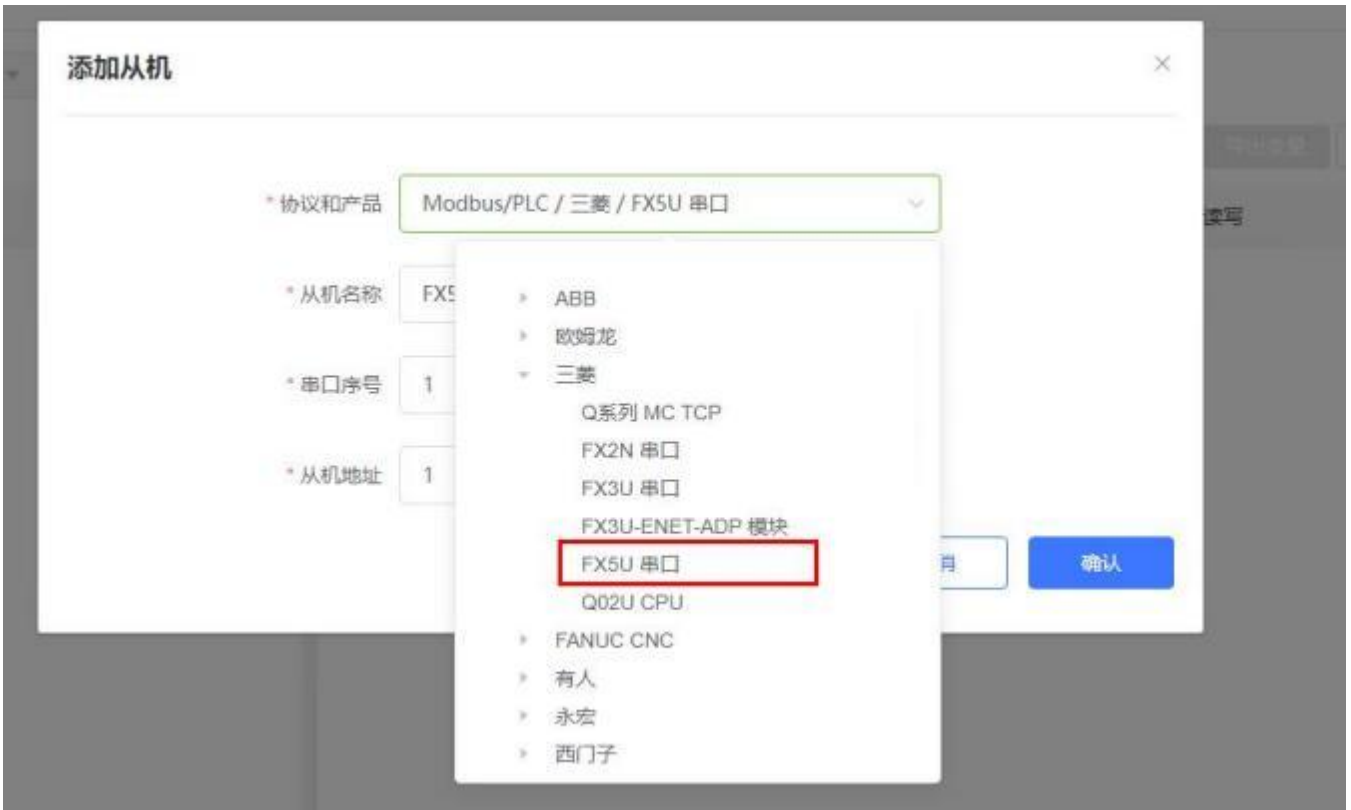 添加从机
* 协议和产品 Modbus/PLC / 三菱 / FX5U 串口
读写
* 从机名称 FX5
ABB
欧姆龙
三菱
* 串口序号 1
Q系列 MC TCP
FX2N 串口
* 从机地址 1
FX3U 串口
FX3U-ENET-ADP 模块
FX5U 串口
确认
Q02U CPU
FANUC CNC
有人
永宏
西门子